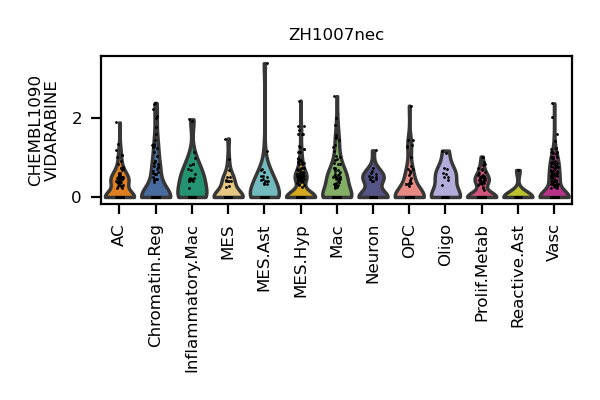 ZH1007nec
CHEMBL1090
VIDARABINE
2
0
AC
Chromatin.Reg
Inflammatory.Mac
MES
MES.Ast
MES.Hyp
Mac
Neuron
OPC
Oligo
Prolif.Metab
Reactive.Ast
Vasc